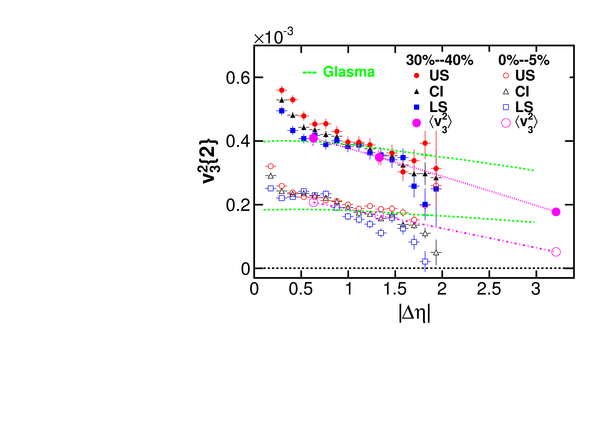 ×10⁻³
30%--40% 0%--5%
Glasma
US US
CI CI
LS LS
⟨v₃²⟩ ⟨v₃²⟩
v₃²{2}
0.6
0.4
0.2
0
0 0.5 1 1.5 2 2.5 3
|Δη|